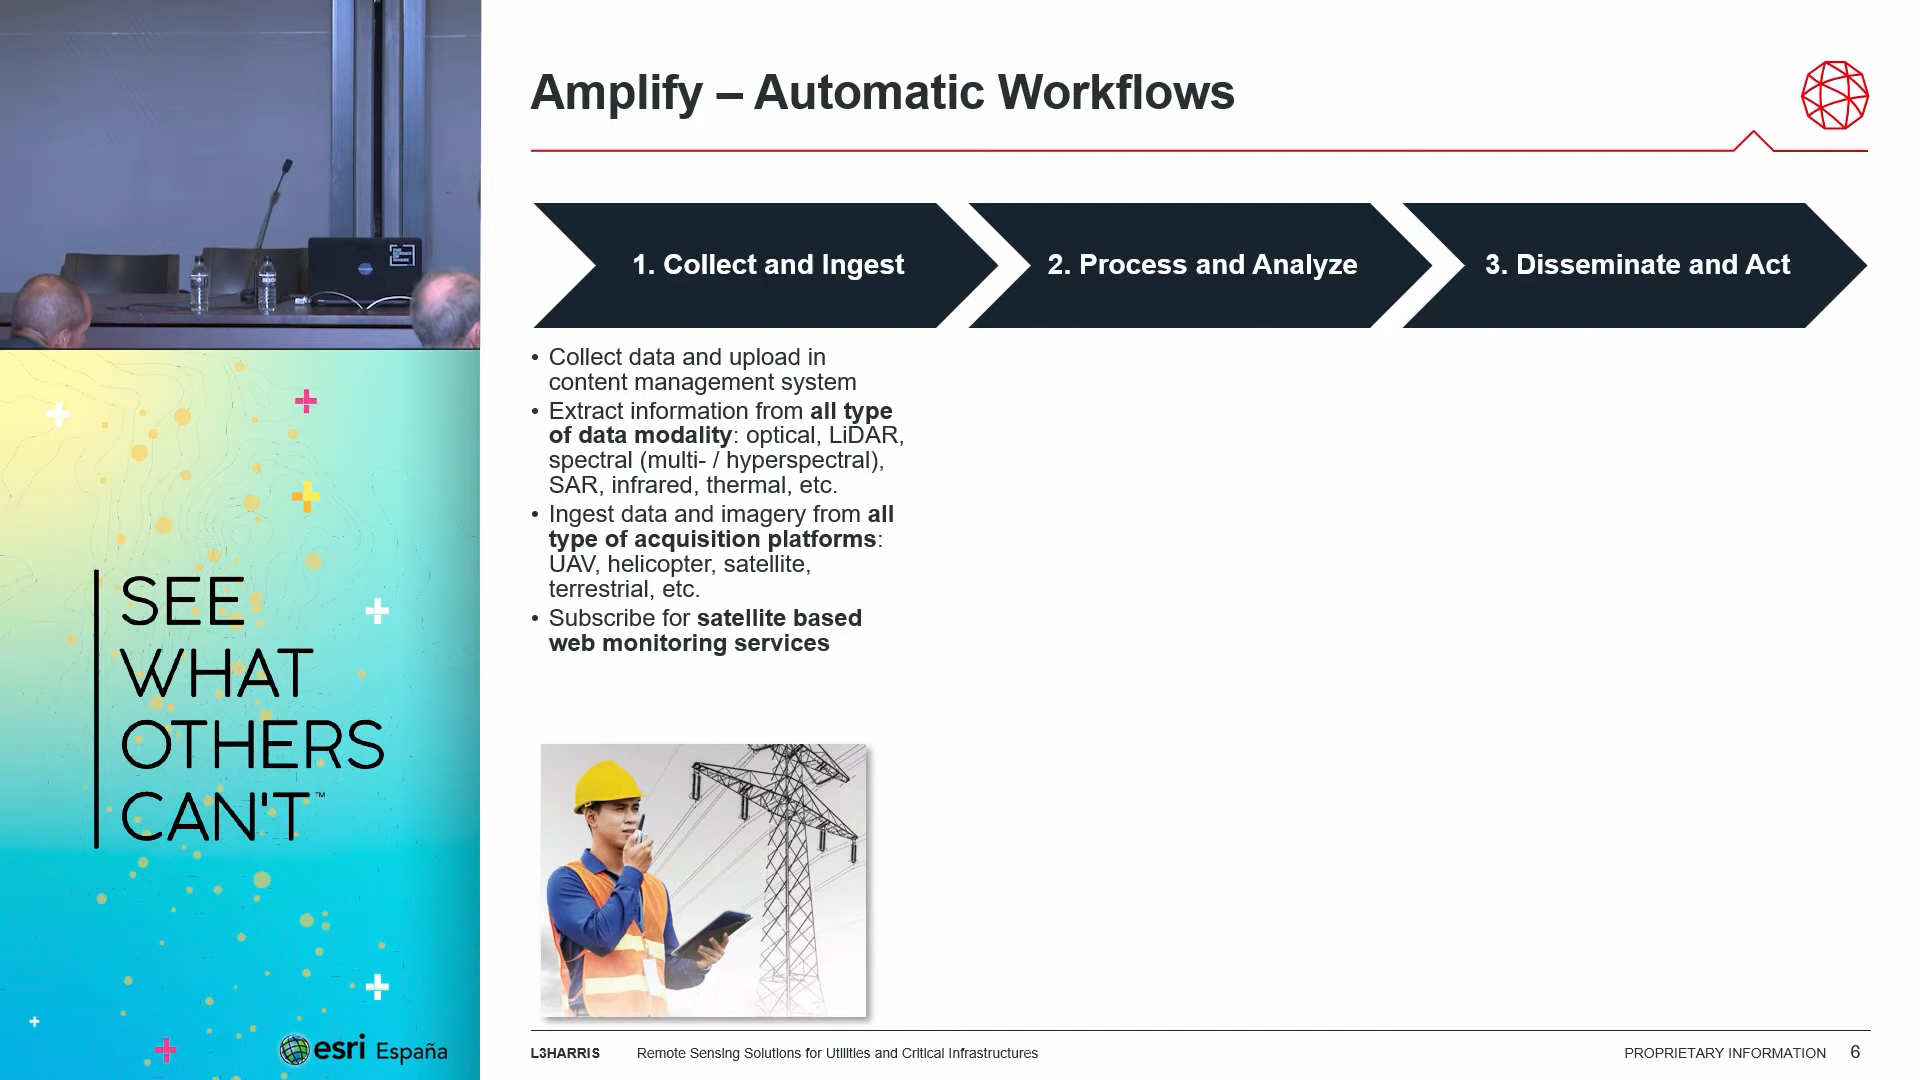 Amplify – Automatic Workflows
1. Collect and Ingest
2. Process and Analyze
3. Disseminate and Act
• Collect data and upload in
content management system
• Extract information from all type
of data modality: optical, LiDAR,
spectral (multi- / hyperspectral),
SAR, infrared, thermal, etc.
• Ingest data and imagery from all
type of acquisition platforms:
UAV, helicopter, satellite,
terrestrial, etc.
• Subscribe for satellite based
web monitoring services
SEE
WHAT
OTHERS
CAN'T™
esri España
L3HARRIS
Remote Sensing Solutions for Utilities and Critical Infrastructures
PROPRIETARY INFORMATION 6